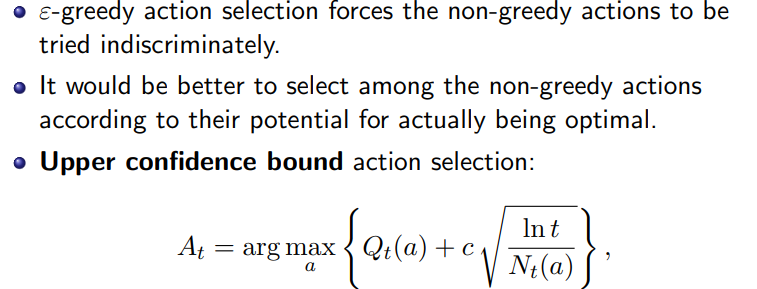 • ε-greedy action selection forces the non-greedy actions to be
tried indiscriminately.
• It would be better to select among the non-greedy actions
according to their potential for actually being optimal.
• Upper confidence bound action selection:
A_t = arg max_a { Q_t(a) + c √(ln t / N_t(a)) },